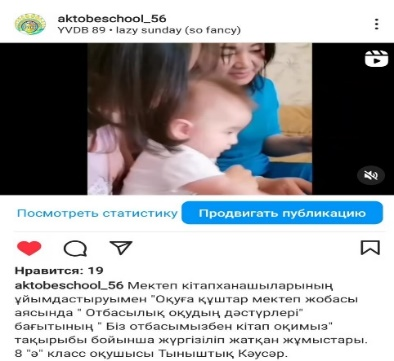 aktobeschool_56
YVDB 89 • lazy sunday (so fancy)
Посмотреть статистику
Продвигать публикацию
Нравится: 19
aktobeschool_56 Мектеп кітапханашыларының
ұйымдастыруымен "Оқуға құштар мектеп жобасы
аясында " Отбасылық оқудың дәстүрлері"
бағытының " Біз отбасымызбен кітап оқимыз"
тақырыбы бойынша жүргізіліп жатқан жұмыстары.
8 "ә" класс оқушысы Тыныштық Кәусәр.